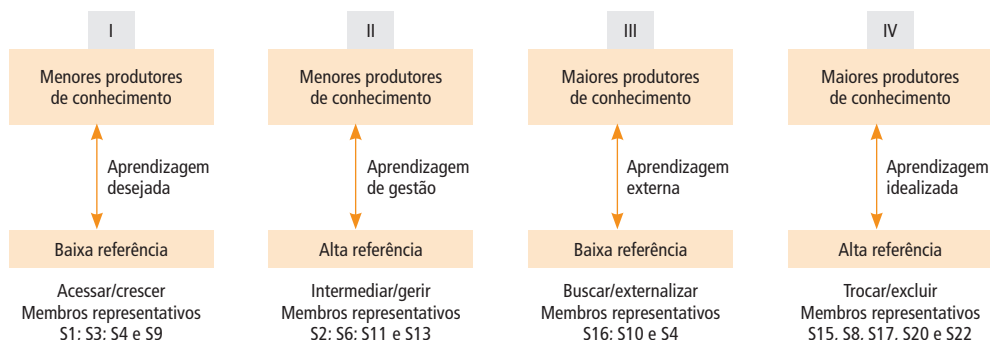 I
Menores produtores
de conhecimento
Aprendizagem
desejada
Baixa referência
Acessar/crescer
Membros representativos
S1; S3; S4 e S9
II
Menores produtores
de conhecimento
Aprendizagem
de gestão
Alta referência
Intermediar/gerir
Membros representativos
S2; S6; S11 e S13
III
Maiores produtores
de conhecimento
Aprendizagem
externa
Baixa referência
Buscar/externalizar
Membros representativos
S16; S10 e S4
IV
Maiores produtores
de conhecimento
Aprendizagem
idealizada
Alta referência
Trocar/excluir
Membros representativos
S15, S8, S17, S20 e S22